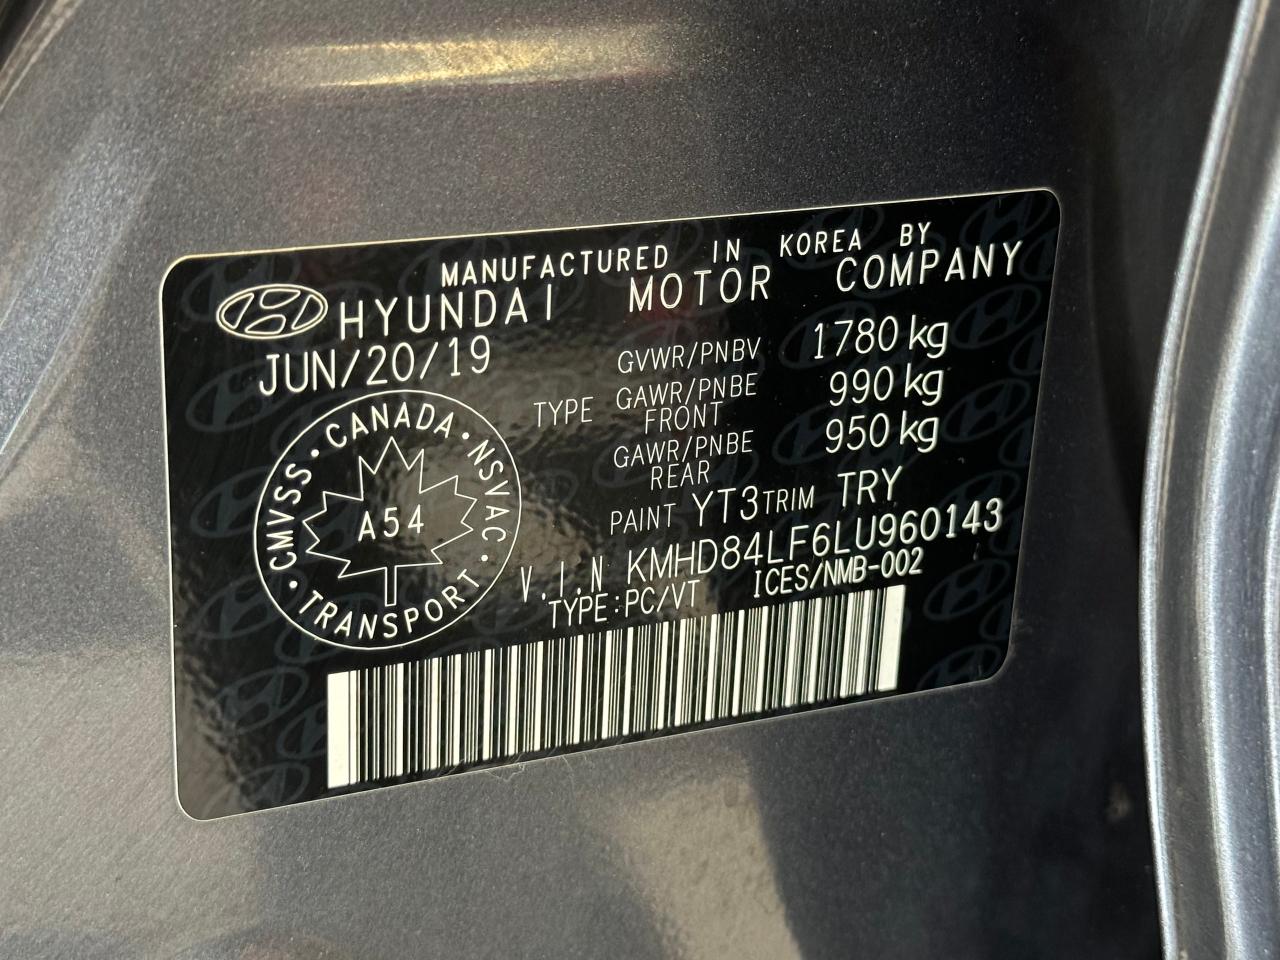 MANUFACTURED IN KOREA BY
HYUNDAI MOTOR COMPANY
JUN/20/19
GVWR/PNBV 1780 kg
TYPE
GAWR/PNBE FRONT 990 kg
GAWR/PNBE REAR 950 kg
PAINT YT3 TRIM TRY
V.I.N KMHD84LF6LU960143
TYPE:PC/VT ICES/NMB-002
CMVSS · CANADA · NSVAC · TRANSPORT ·
A54